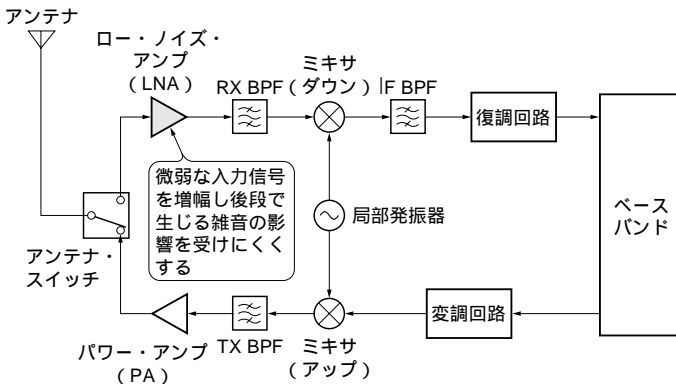 アンテナ
ロー・ノイズ・
アンプ
(LNA)
RX BPF
ミキサ
(ダウン)
IF BPF
復調回路
微弱な入力信号
を増幅し後段で
生じる雑音の影
響を受けにくく
する
局部発振器
ベース
バンド
アンテナ・
スイッチ
パワー・アンプ
(PA)
TX BPF
ミキサ
(アップ)
変調回路